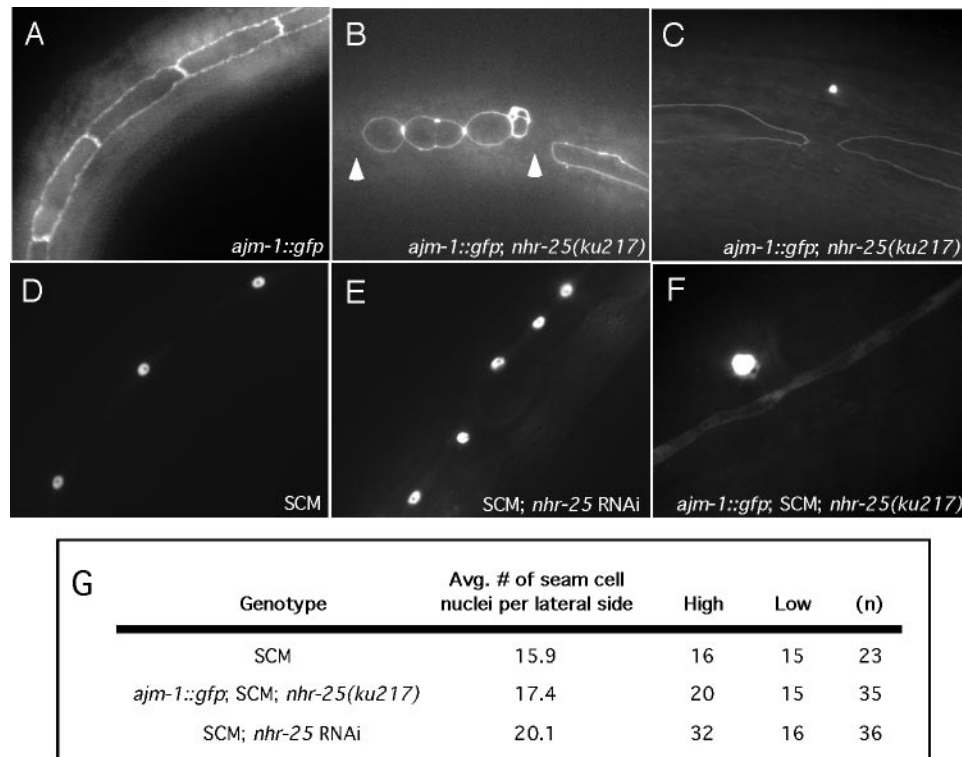 A
ajm-1::gfp
B
ajm-1::gfp; nhr-25(ku217)
C
ajm-1::gfp; nhr-25(ku217)
D
SCM
E
SCM; nhr-25 RNAi
F
ajm-1::gfp; SCM; nhr-25(ku217)
G
Genotype Avg. # of seam cell nuclei per lateral side High Low (n)
SCM 15.9 16 15 23
ajm-1::gfp; SCM; nhr-25(ku217) 17.4 20 15 35
SCM; nhr-25 RNAi 20.1 32 16 36